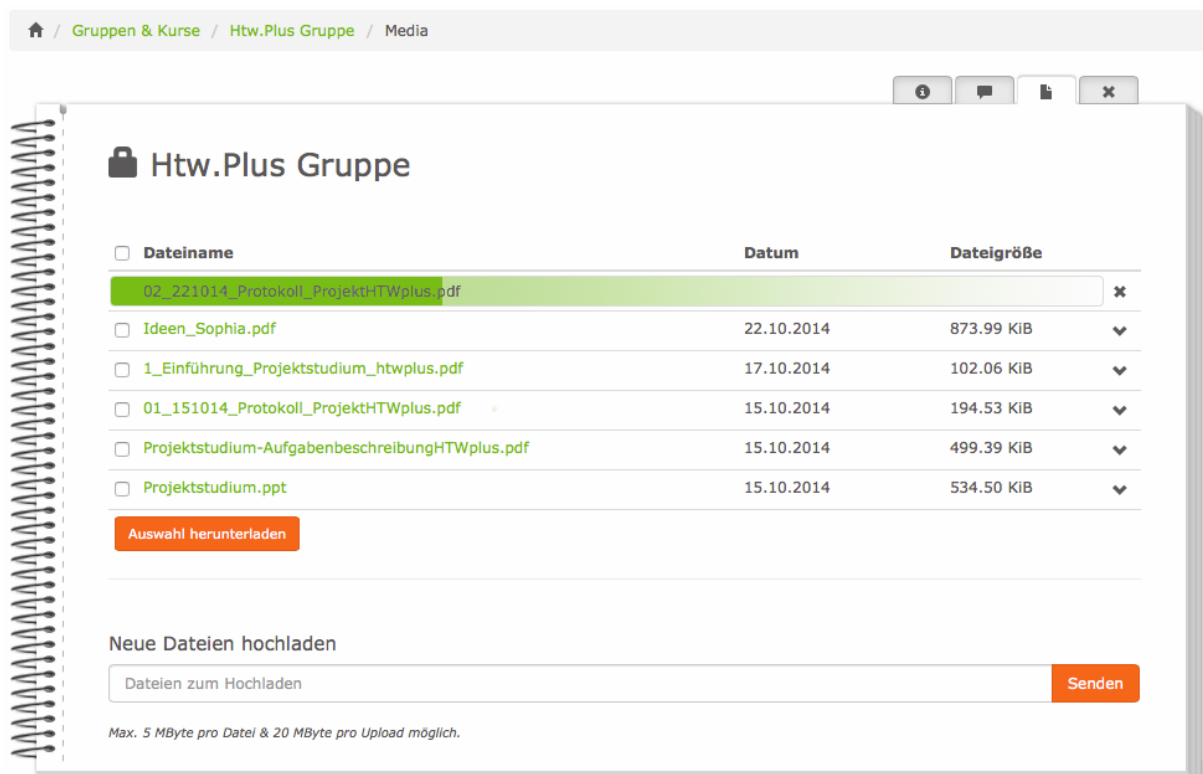 / Gruppen & Kurse / Htw.Plus Gruppe / Media
Htw.Plus Gruppe
Dateiname Datum Dateigröße
02_221014_Protokoll_ProjektHTWplus.pdf
Ideen_Sophia.pdf 22.10.2014 873.99 KiB
1_Einführung_Projektstudium_htwplus.pdf 17.10.2014 102.06 KiB
01_151014_Protokoll_ProjektHTWplus.pdf 15.10.2014 194.53 KiB
Projektstudium-AufgabenbeschreibungHTWplus.pdf 15.10.2014 499.39 KiB
Projektstudium.ppt 15.10.2014 534.50 KiB
Auswahl herunterladen
Neue Dateien hochladen
Dateien zum Hochladen Senden
Max. 5 MByte pro Datei & 20 MByte pro Upload möglich.